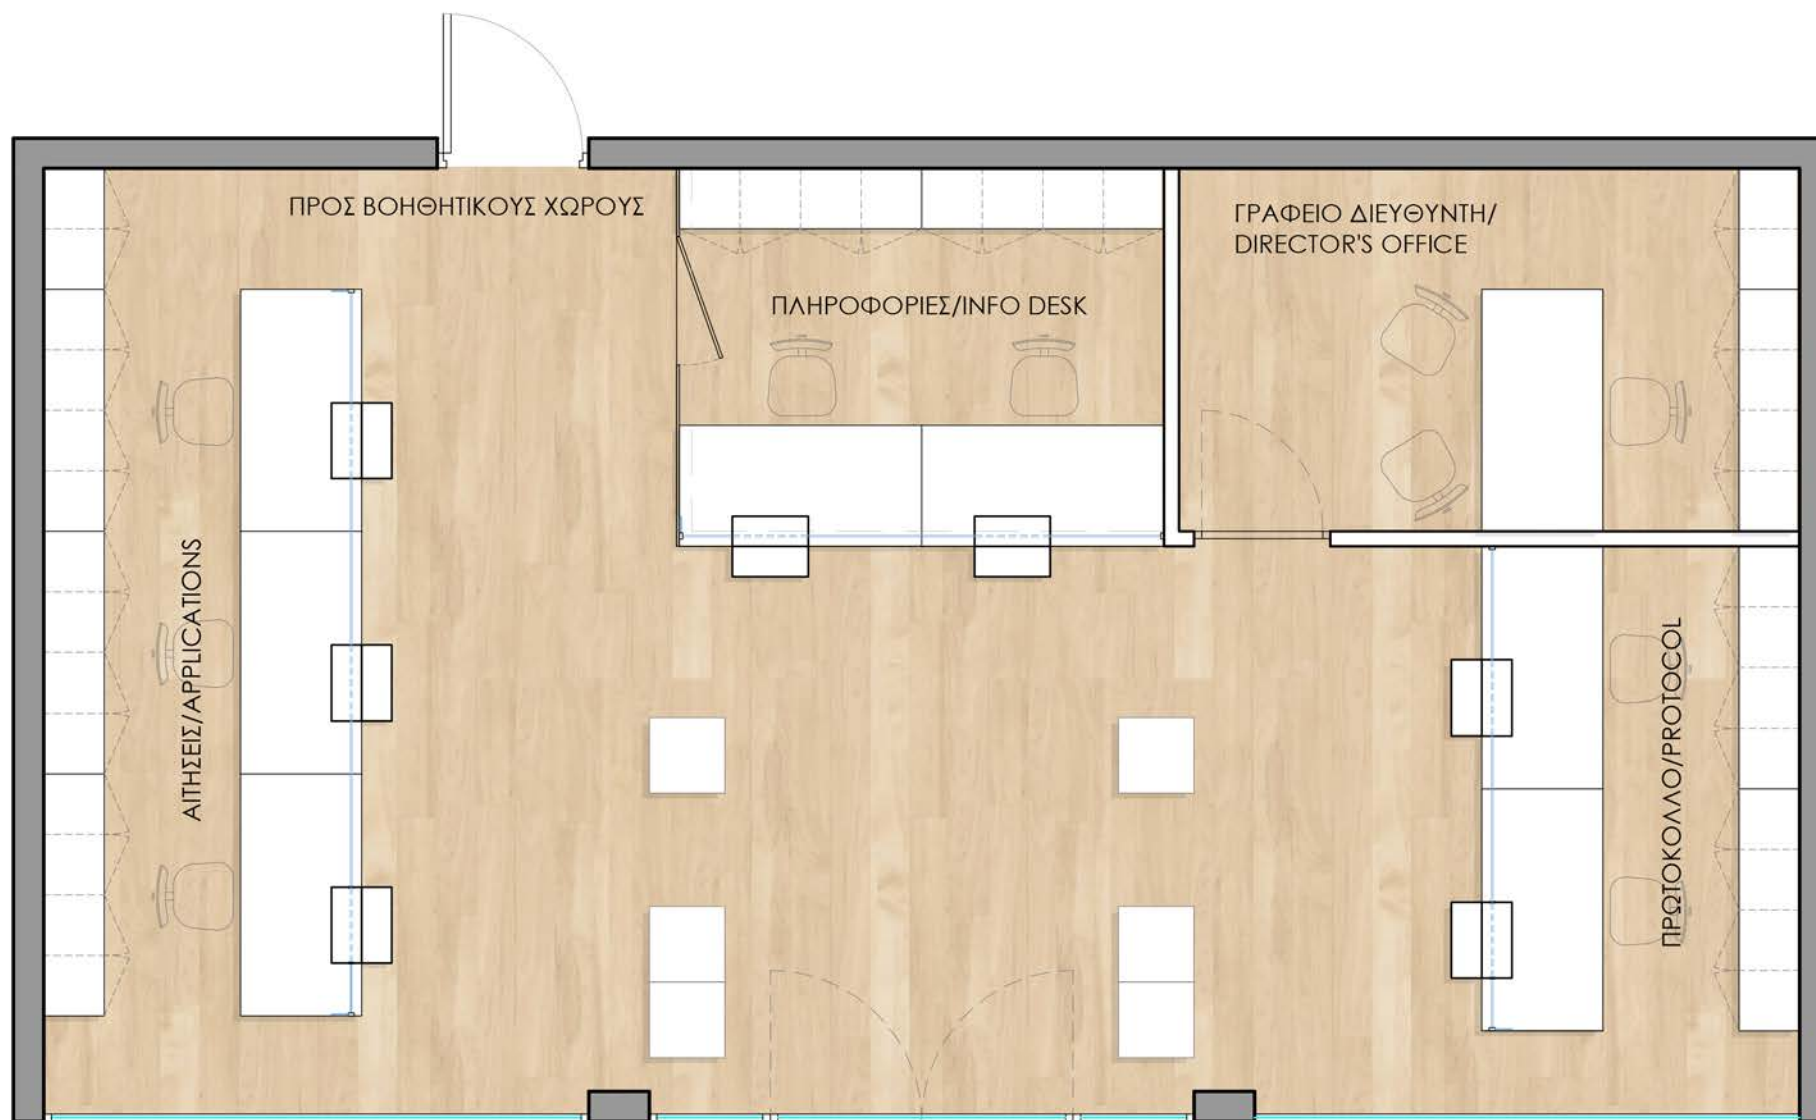 ΠΡΟΣ ΒΟΗΘΗΤΙΚΟΥΣ ΧΩΡΟΥΣ
ΓΡΑΦΕΙΟ ΔΙΕΥΘΥΝΤΗ/
DIRECTOR'S OFFICE
ΠΛΗΡΟΦΟΡΙΕΣ/INFO DESK
ΑΙΤΗΣΕΙΣ/APPLICATIONS
ΠΡΩΤΟΚΟΛΛΟ/PROTOCOL